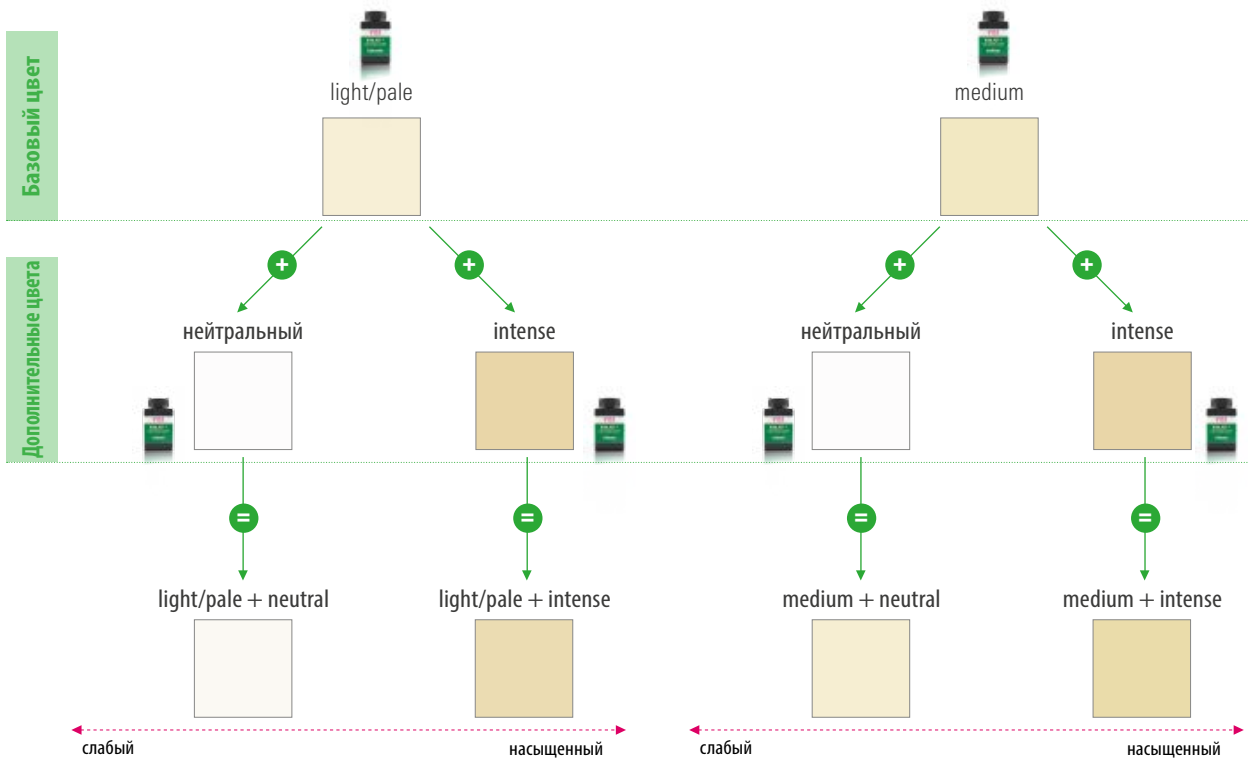 Базовый цвет
light/pale
medium
+
+
+
+
Дополнительные цвета
нейтральный
intense
нейтральный
intense
=
=
=
=
light/pale + neutral
light/pale + intense
medium + neutral
medium + intense
слабый
насыщенный
слабый
насыщенный